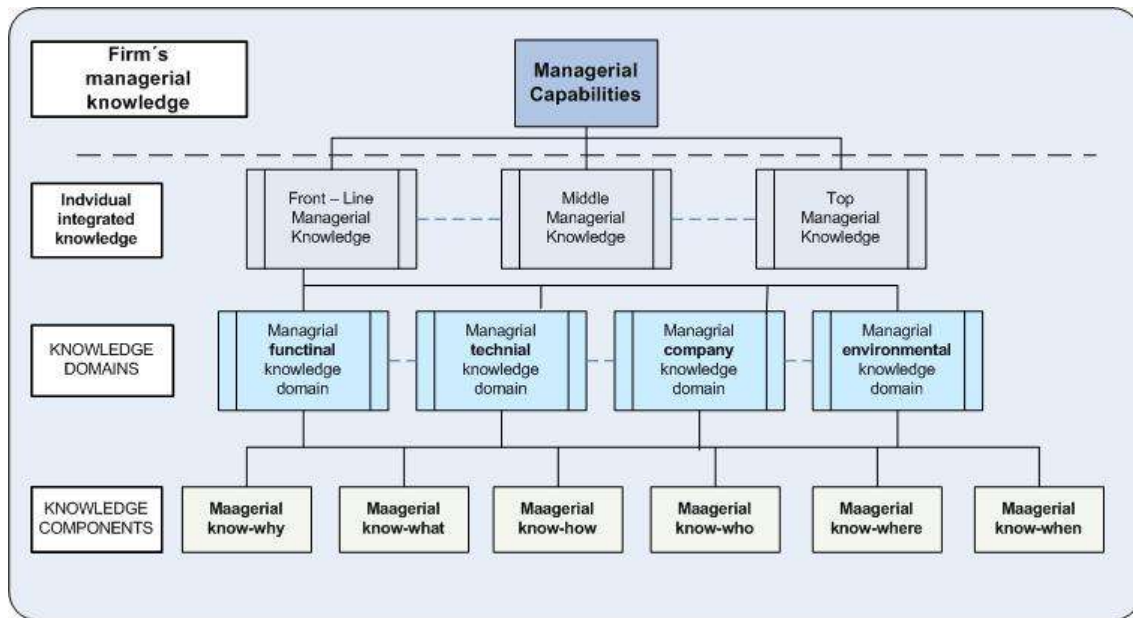 Firm´s
managerial
knowledge
Managerial
Capabilities
Indvidual
integrated
knowledge
Front – Line
Managerial
Knowledge
Middle
Managerial
Knowledge
Top
Managerial
Knowledge
KNOWLEDGE
DOMAINS
Managrial
functinal
knowledge
domain
Managrial
technial
knowledge
domain
Managrial
company
knowledge
domain
Managrial
environmental
knowledge
domain
KNOWLEDGE
COMPONENTS
Maagerial
know-why
Maagerial
know-what
Maagerial
know-how
Maagerial
know-who
Maagerial
know-where
Maagerial
know-when